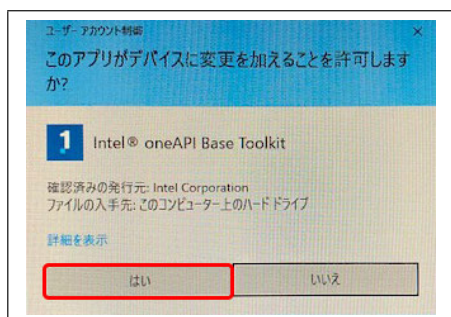 ユーザー アカウント制御
×
このアプリがデバイスに変更を加えることを許可します
か?
1 Intel® oneAPI Base Toolkit
確認済みの発行元: Intel Corporation
ファイルの入手先: このコンピューター上のハード ドライブ
詳細を表示
はい いいえ